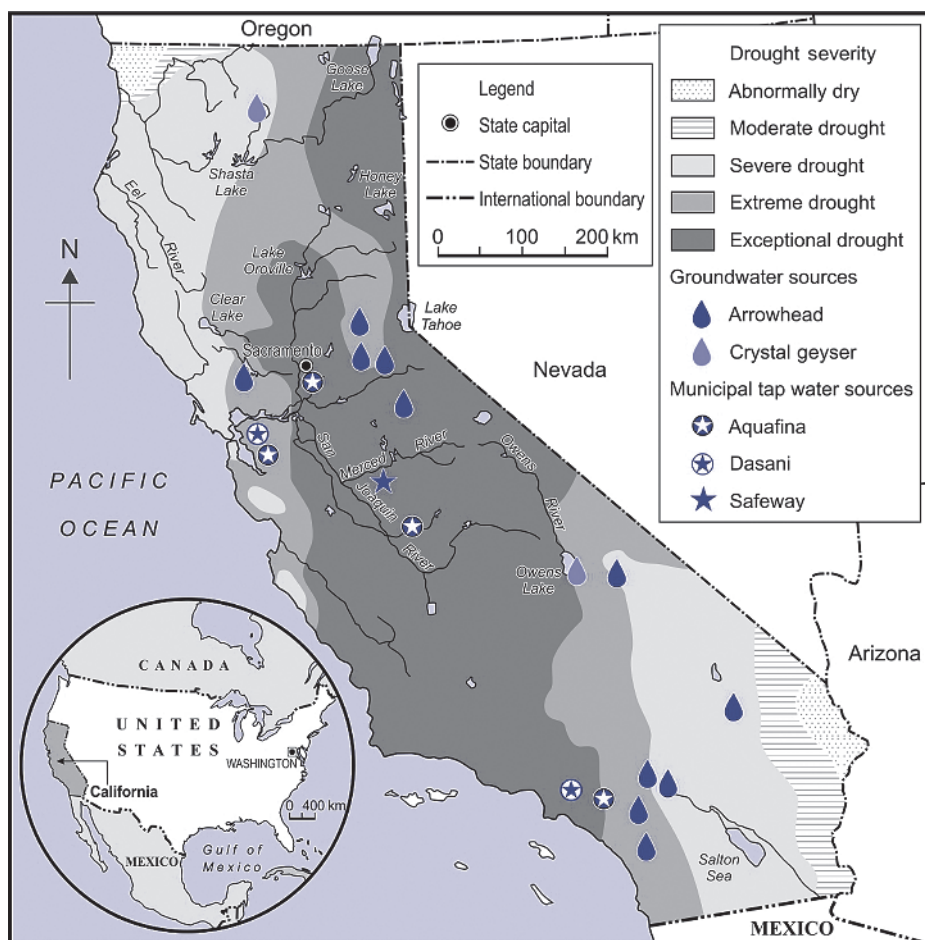 Oregon
Goose
Lake
Shasta
Lake
Honey
Lake
Eel
River
Lake
Oroville
Clear
Lake
Lake
Tahoe
Sacramento
Nevada
N
San
Joaquin
River
Merced River
Owens
River
Owens
Lake
PACIFIC
OCEAN
Arizona
Salton
Sea
MEXICO
Legend
State capital
State boundary
International boundary
0 100 200 km
Drought severity
Abnormally dry
Moderate drought
Severe drought
Extreme drought
Exceptional drought
Groundwater sources
Arrowhead
Crystal geyser
Municipal tap water sources
Aquafina
Dasani
Safeway
CANADA
UNITED
STATES
WASHINGTON
California
0 400 km
MEXICO
Gulf of
Mexico